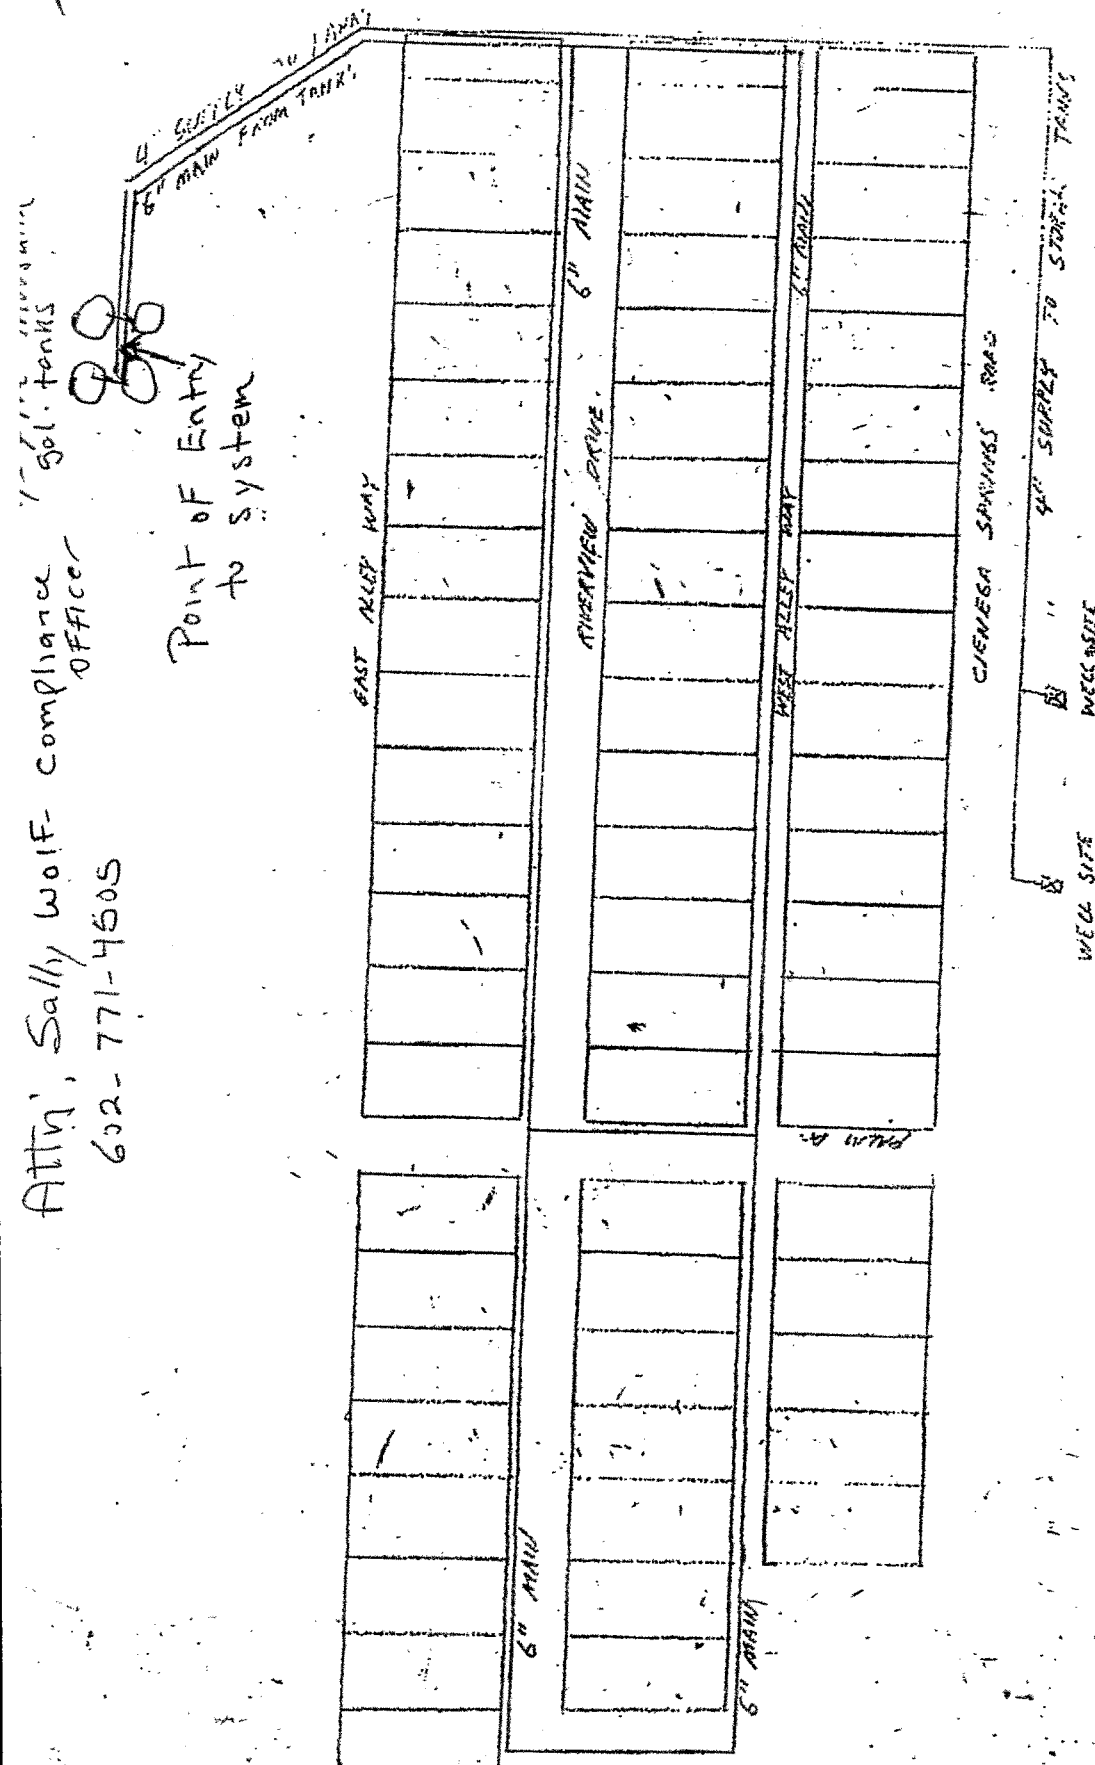 Attn', Sally Wolf - Compliance
Officer
602-771-4505
gal. tanks
Point of Entry
to system
4" SUPPLY TO TANKS
6" MAIN FROM TANKS
EAST ALLEY WAY
6" MAIN
RIVERVIEW DRIVE.
6" MAIN
WEST ALLEY WAY
CIENEGA SPRINGS ROAD
4" SUPPLY TO STORAGE TANKS
WELL SITE
WELL SITE
6" MAIN
6" MAIN